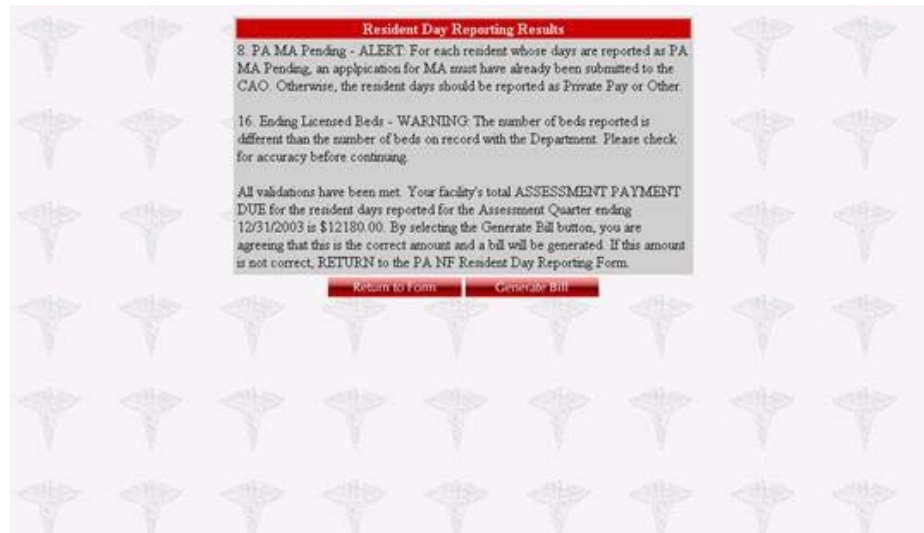 Resident Day Reporting Results
8. PA MA Pending - ALERT: For each resident whose days are reported as PA
MA Pending, an applpication for MA must have already been submitted to the
CAO. Otherwise, the resident days should be reported as Private Pay or Other.
16. Ending Licensed Beds - WARNING: The number of beds reported is
different than the number of beds on record with the Department. Please check
for accuracy before continuing.
All validations have been met. Your facility's total ASSESSMENT PAYMENT
DUE for the resident days reported for the Assessment Quarter ending
12/31/2003 is $12180.00. By selecting the Generate Bill button, you are
agreeing that this is the correct amount and a bill will be generated. If this amount
is not correct, RETURN to the PA NF Resident Day Reporting Form.
Return to Form Generate Bill